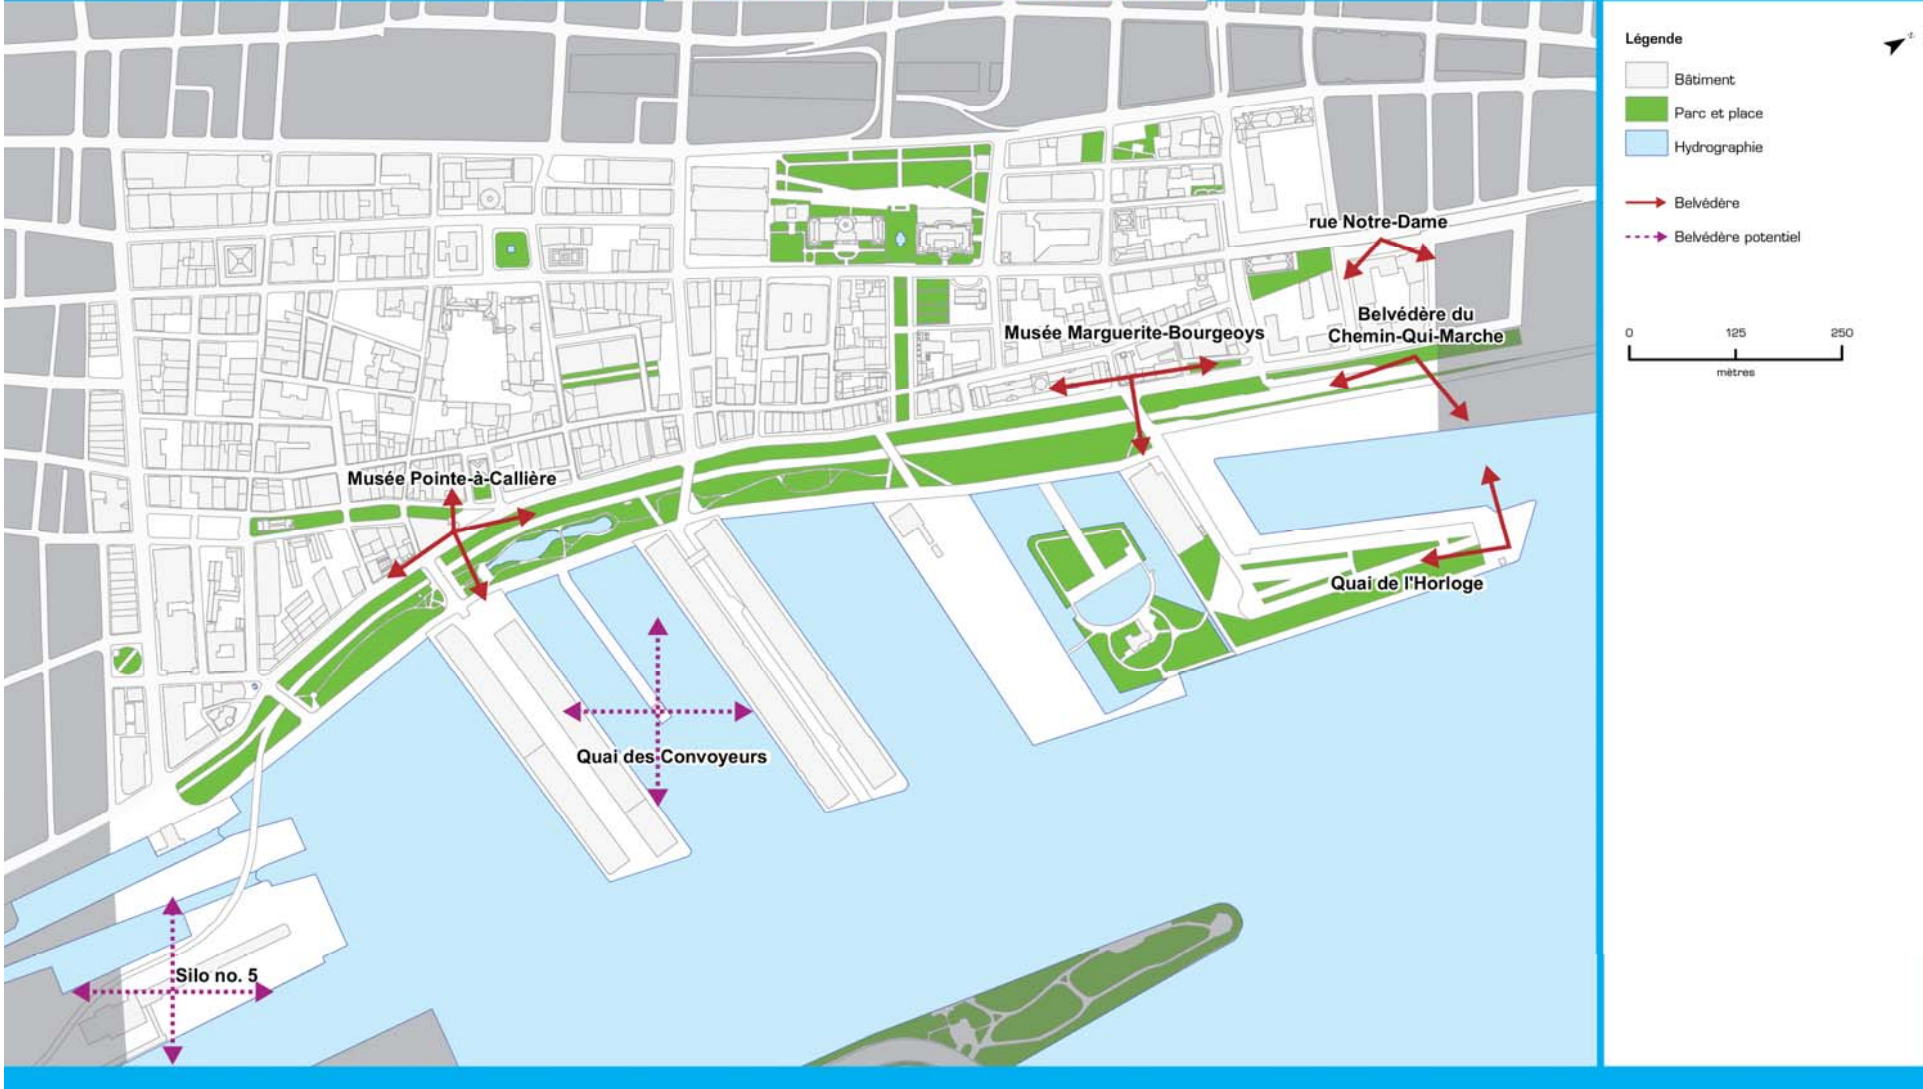 rue Notre-Dame
Belvédère du
Chemin-Qui-Marche
Musée Marguerite-Bourgeoys
Musée Pointe-à-Callière
Quai de l'Horloge
Quai des Convoyeurs
Silo no. 5
Légende
Bâtiment
Parc et place
Hydrographie
Belvédère
Belvédère potentiel
0 125 250
mètres